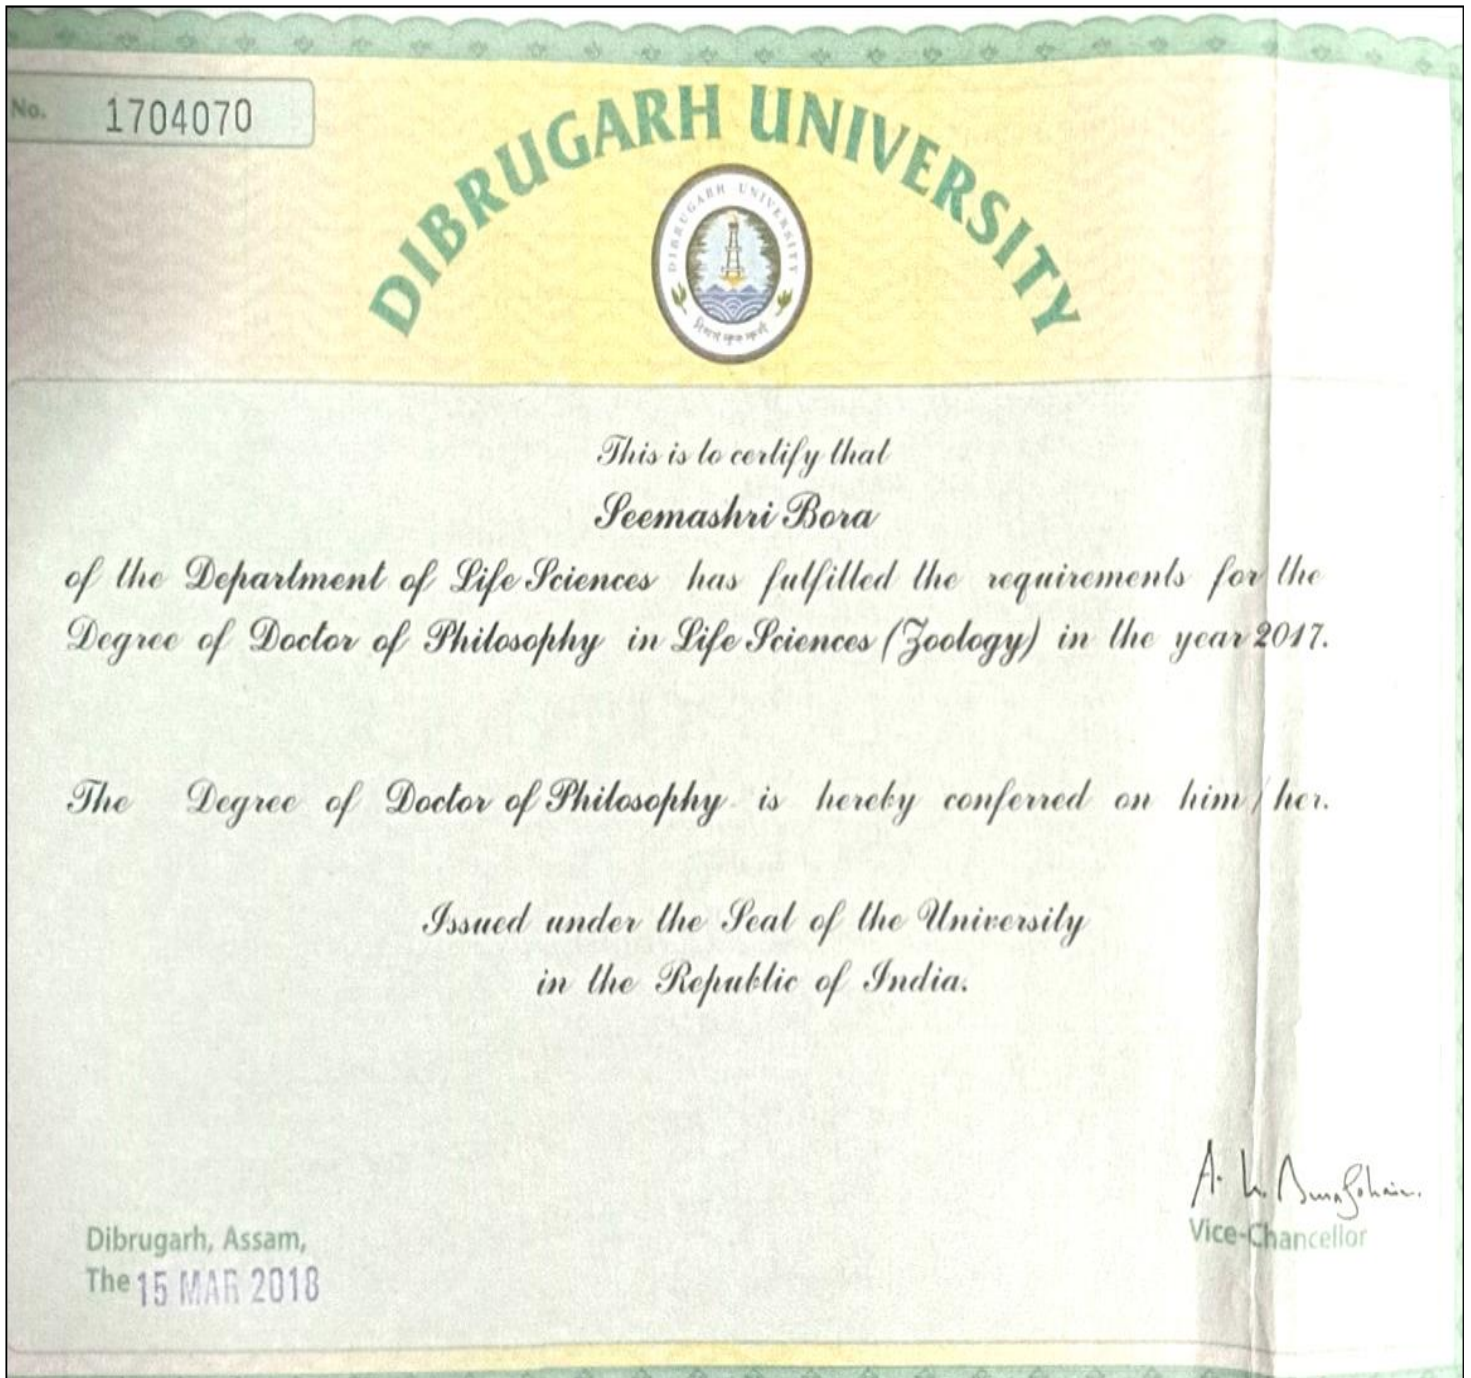 No. 1704070
DIBRUGARH UNIVERSITY
DIBRUGARH UNIVERSITY
This is to certify that
Seemashri Bora
of the Department of Life Sciences has fulfilled the requirements for the
Degree of Doctor of Philosophy in Life Sciences (Zoology) in the year 2017.
The Degree of Doctor of Philosophy is hereby conferred on him / her.
Issued under the Seal of the University
in the Republic of India.
A. K. Buragohain.
Vice-Chancellor
Dibrugarh, Assam,
The 15 MAR 2018